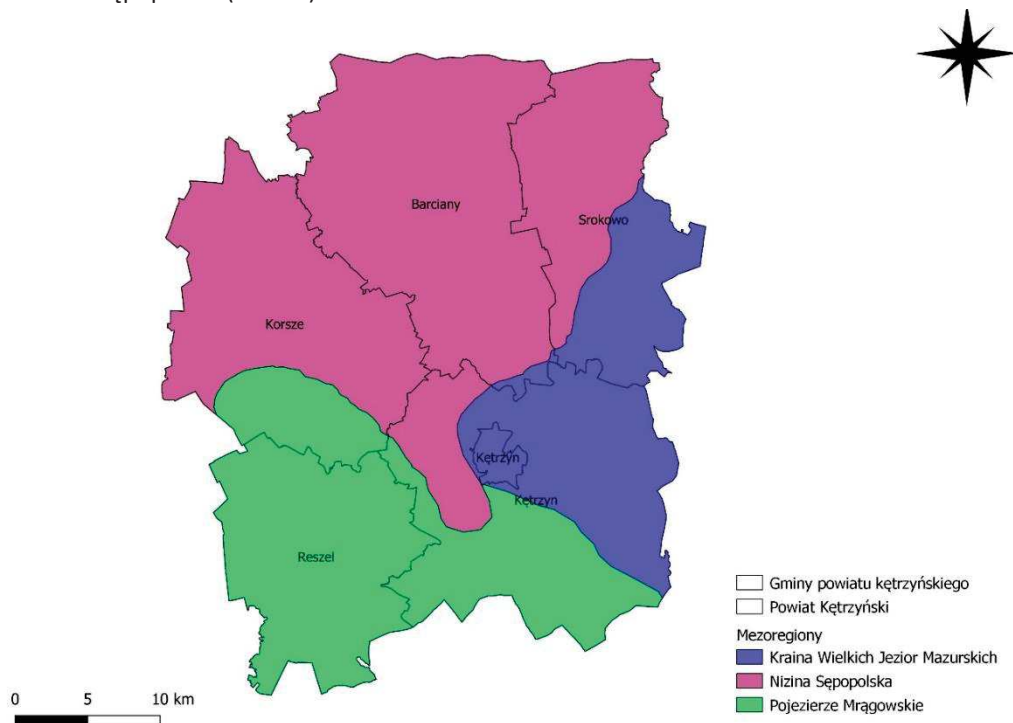 Barciany
Srokowo
Korsze
Kętrzyn
Kętrzyn
Reszel
Gminy powiatu kętrzyńskiego
Powiat Kętrzyński
Mezoregiony
Kraina Wielkich Jezior Mazurskich
Nizina Sępopolska
Pojezierze Mrągowskie
0 5 10 km